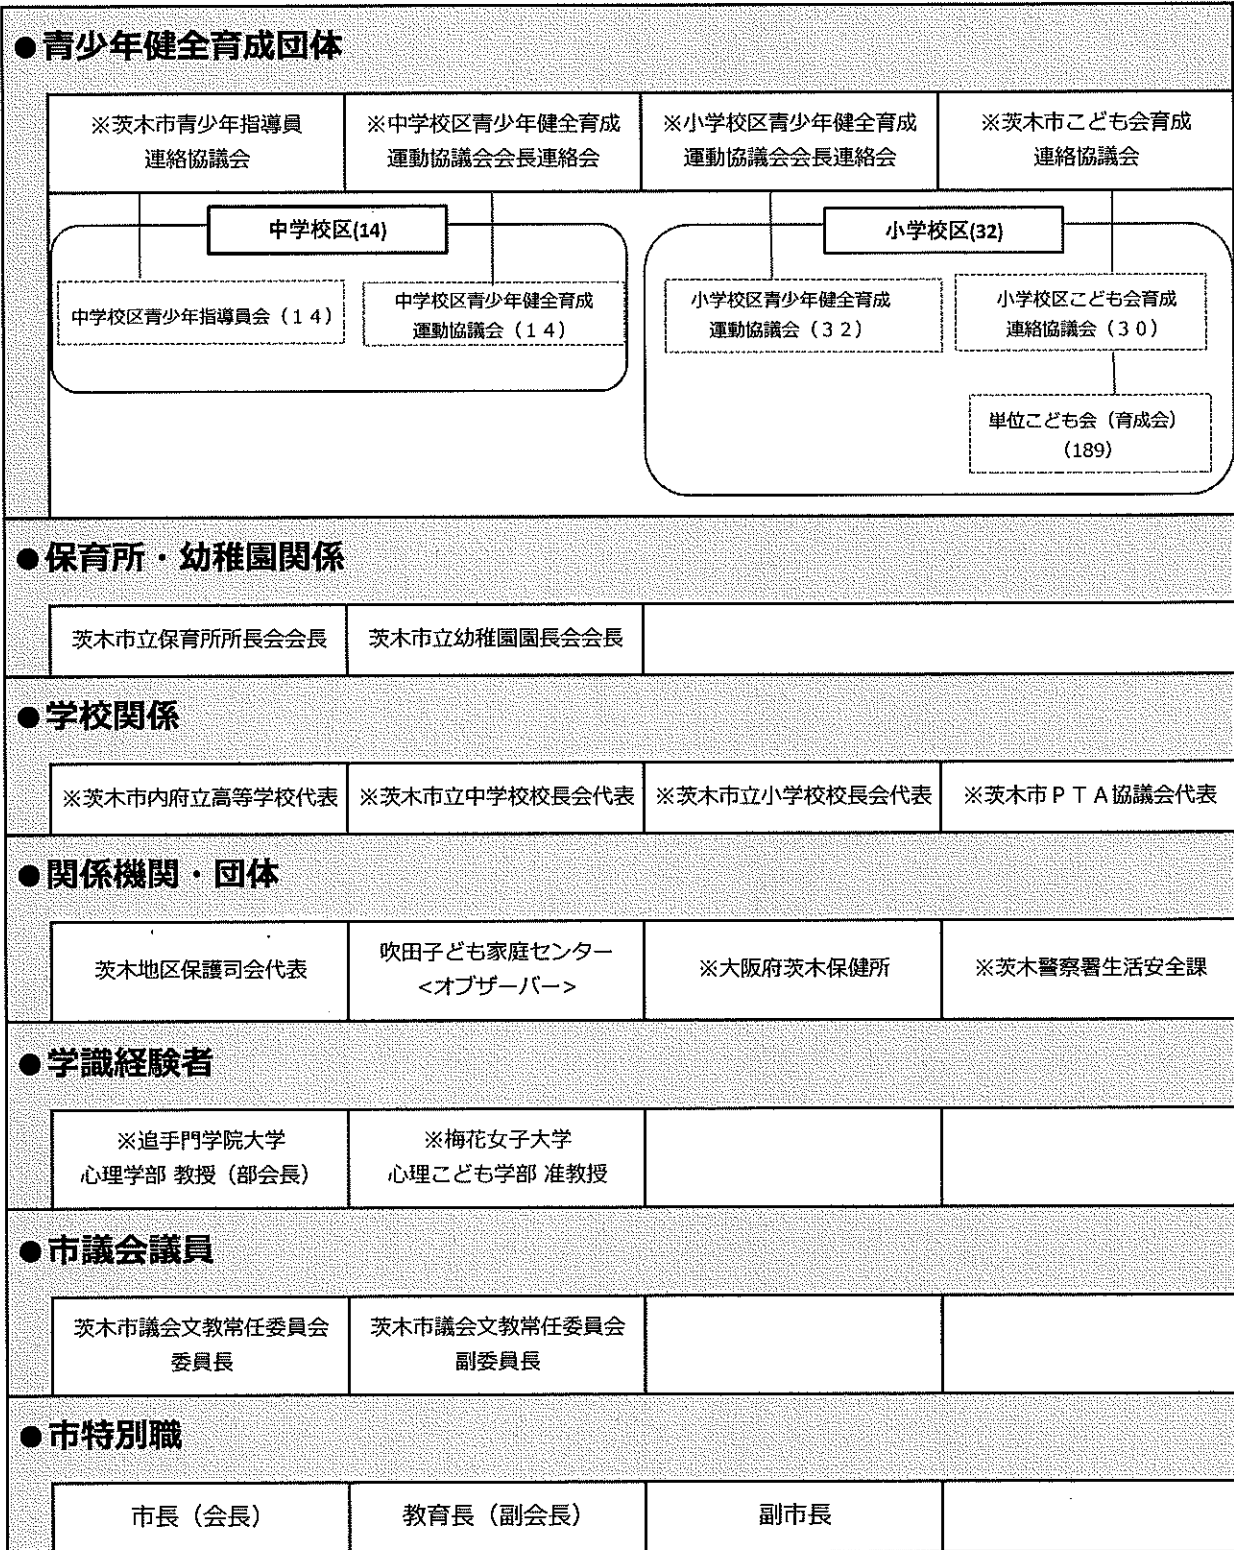 ●青少年健全育成団体
※茨木市青少年指導員
連絡協議会
※中学校区青少年健全育成
運動協議会会長連絡会
※小学校区青少年健全育成
運動協議会会長連絡会
※茨木市こども会育成
連絡協議会
中学校区(14)
小学校区(32)
中学校区青少年指導員会（１４）
中学校区青少年健全育成
運動協議会（１４）
小学校区青少年健全育成
運動協議会（３２）
小学校区こども会育成
連絡協議会（３０）
単位こども会（育成会）
（189）
●保育所・幼稚園関係
茨木市立保育所所長会会長
茨木市立幼稚園園長会会長
●学校関係
※茨木市内府立高等学校代表
※茨木市立中学校校長会代表
※茨木市立小学校校長会代表
※茨木市ＰＴＡ協議会代表
●関係機関・団体
茨木地区保護司会代表
吹田子ども家庭センター
<オブザーバー>
※大阪府茨木保健所
※茨木警察署生活安全課
●学識経験者
※追手門学院大学
心理学部 教授（部会長）
※梅花女子大学
心理こども学部 准教授
●市議会議員
茨木市議会文教常任委員会
委員長
茨木市議会文教常任委員会
副委員長
●市特別職
市長（会長）
教育長（副会長）
副市長